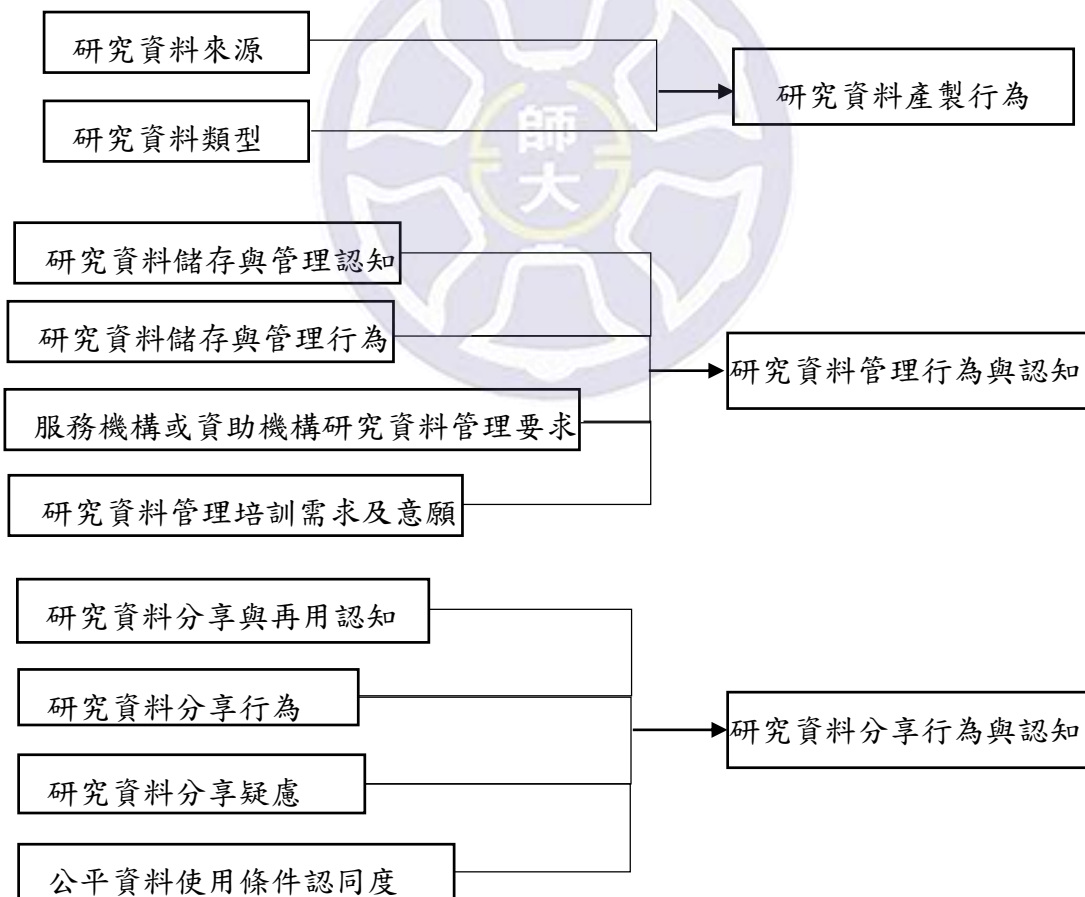 研究資料來源
研究資料類型
研究資料產製行為
師大
研究資料儲存與管理認知
研究資料儲存與管理行為
服務機構或資助機構研究資料管理要求
研究資料管理培訓需求及意願
研究資料管理行為與認知
研究資料分享與再用認知
研究資料分享行為
研究資料分享疑慮
公平資料使用條件認同度
研究資料分享行為與認知